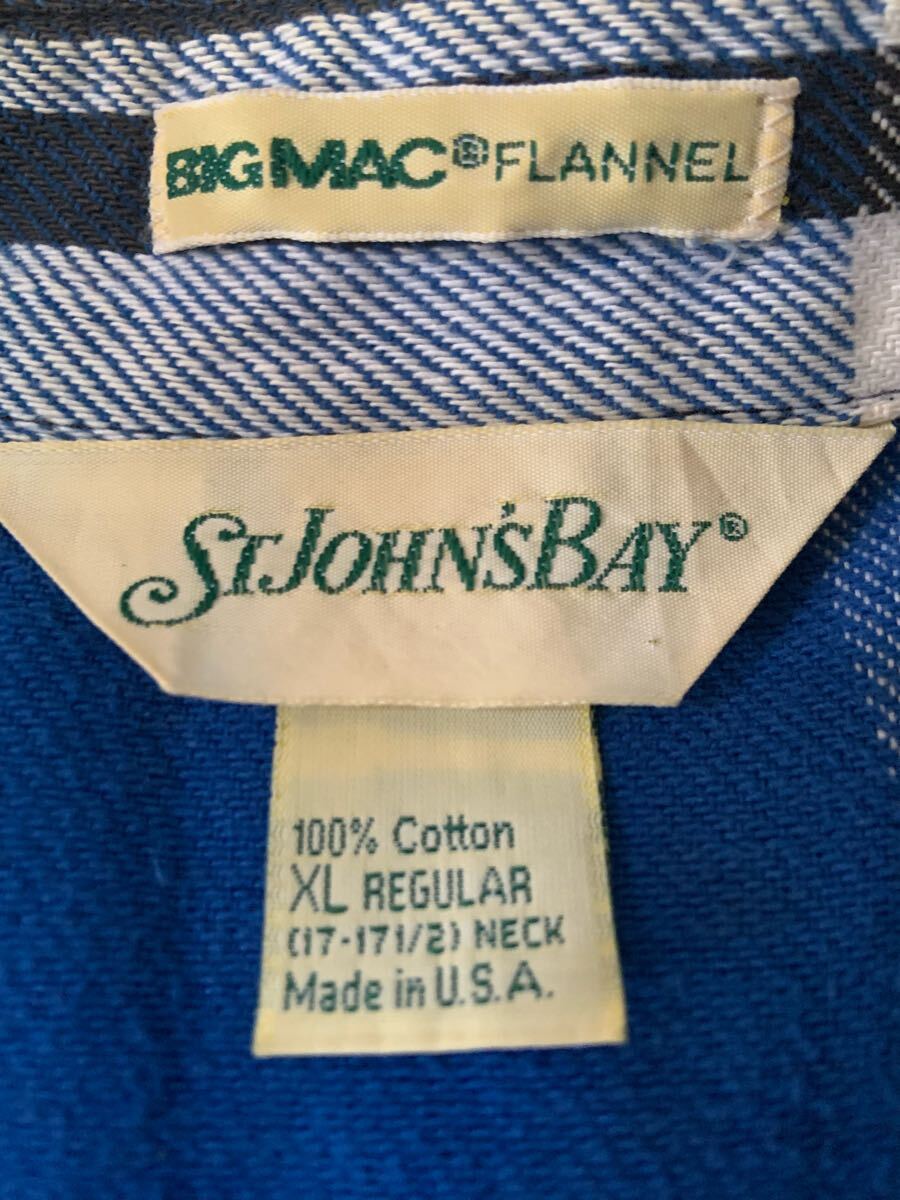 BIG MAC® FLANNEL
ST. JOHN'S BAY®
100% Cotton
XL REGULAR
(17-17 1/2) NECK
Made in U.S.A.